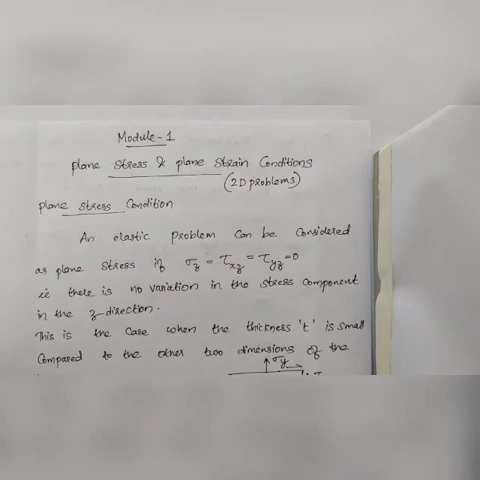 Module-1
plane stress & plane strain Conditions
(2D problems)
plane stress Condition
An elastic problem can be considered
as plane stress if σz = τxz = τyz = 0
ie there is no variation in the stress component
in the z-direction.
This is the case when the thickness 't' is small
compared to the other two dimensions of the
σy